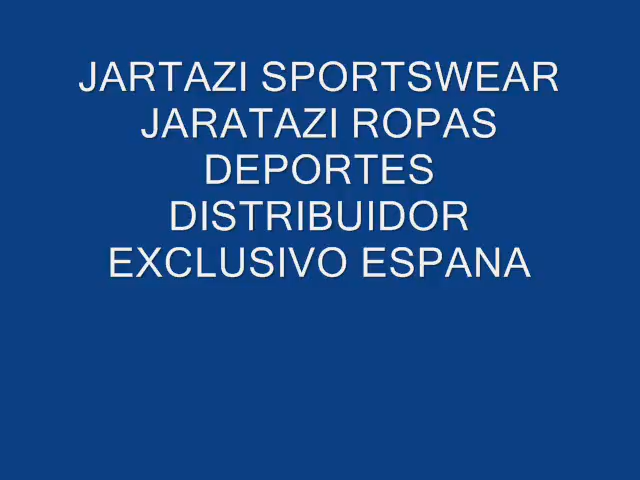 JARTAZI SPORTSWEAR
JARATAZI ROPAS
DEPORTES
DISTRIBUIDOR
EXCLUSIVO ESPANA